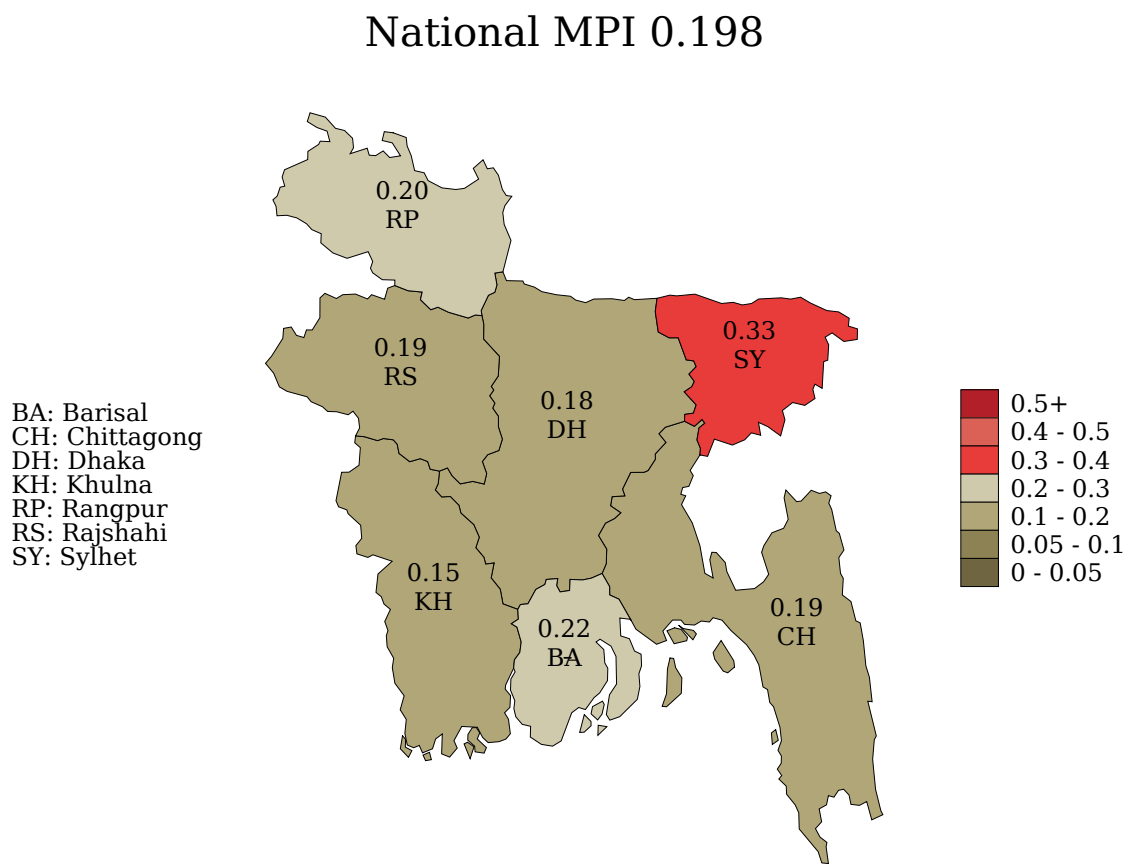 National MPI 0.198
0.20
RP
0.33
SY
0.19
RS
0.18
DH
BA: Barisal
CH: Chittagong
DH: Dhaka
KH: Khulna
RP: Rangpur
RS: Rajshahi
SY: Sylhet
0.5+
0.4 - 0.5
0.3 - 0.4
0.2 - 0.3
0.1 - 0.2
0.05 - 0.1
0 - 0.05
0.15
KH
0.22
BA
0.19
CH